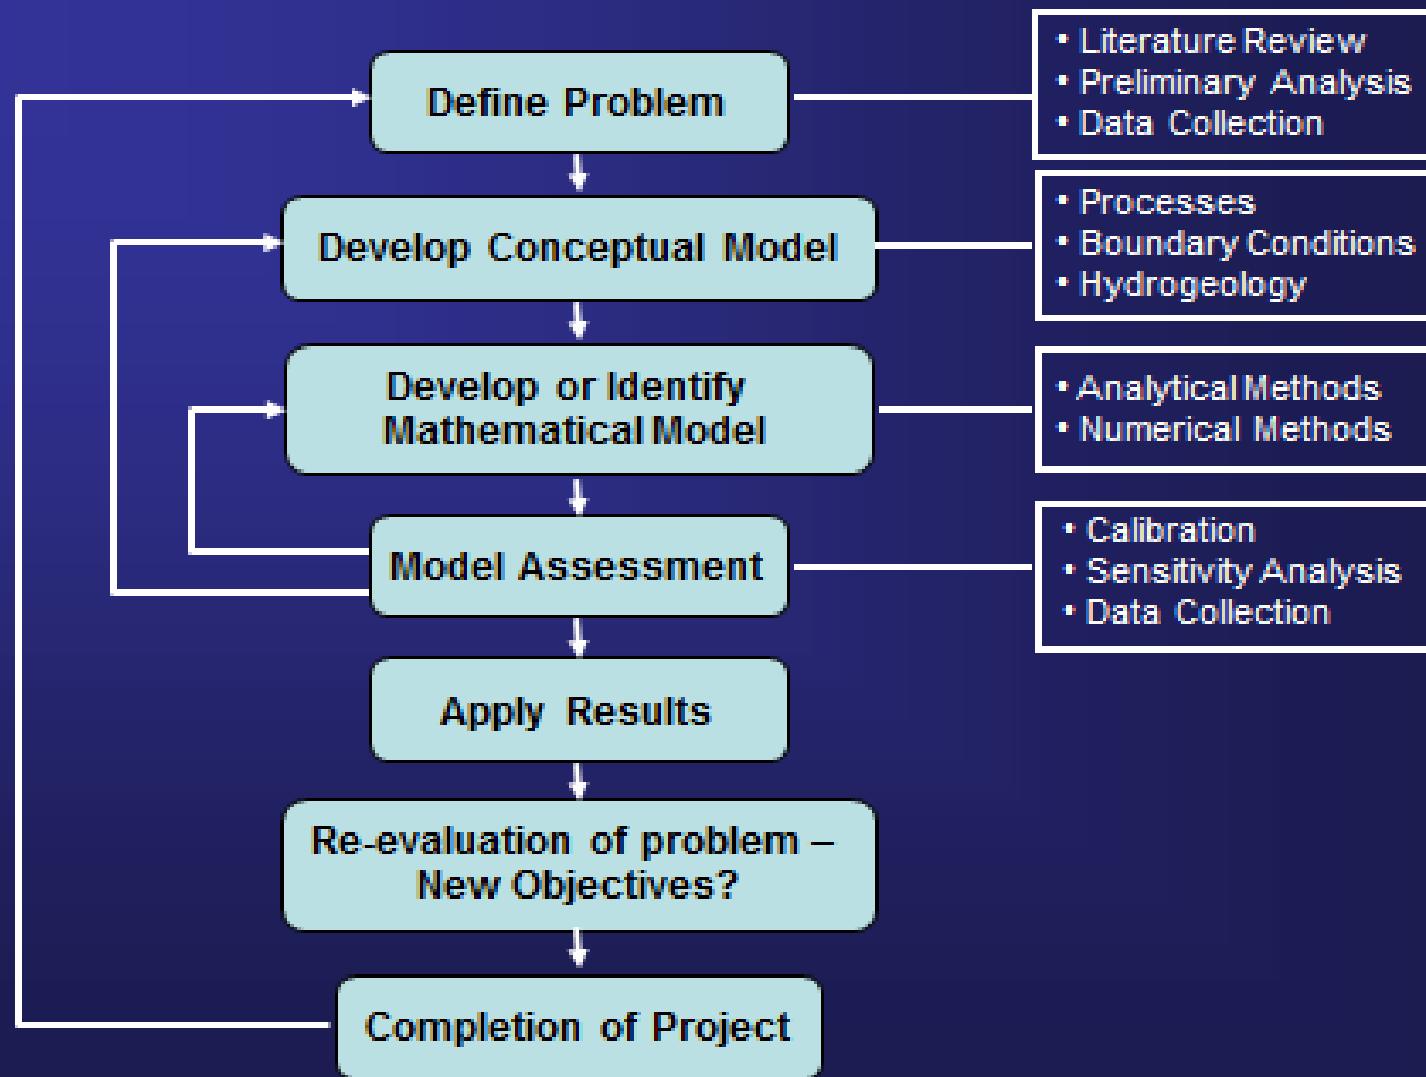 Define Problem
• Literature Review
• Preliminary Analysis
• Data Collection
Develop Conceptual Model
• Processes
• Boundary Conditions
• Hydrogeology
Develop or Identify
Mathematical Model
• Analytical Methods
• Numerical Methods
Model Assessment
• Calibration
• Sensitivity Analysis
• Data Collection
Apply Results
Re-evaluation of problem –
New Objectives?
Completion of Project